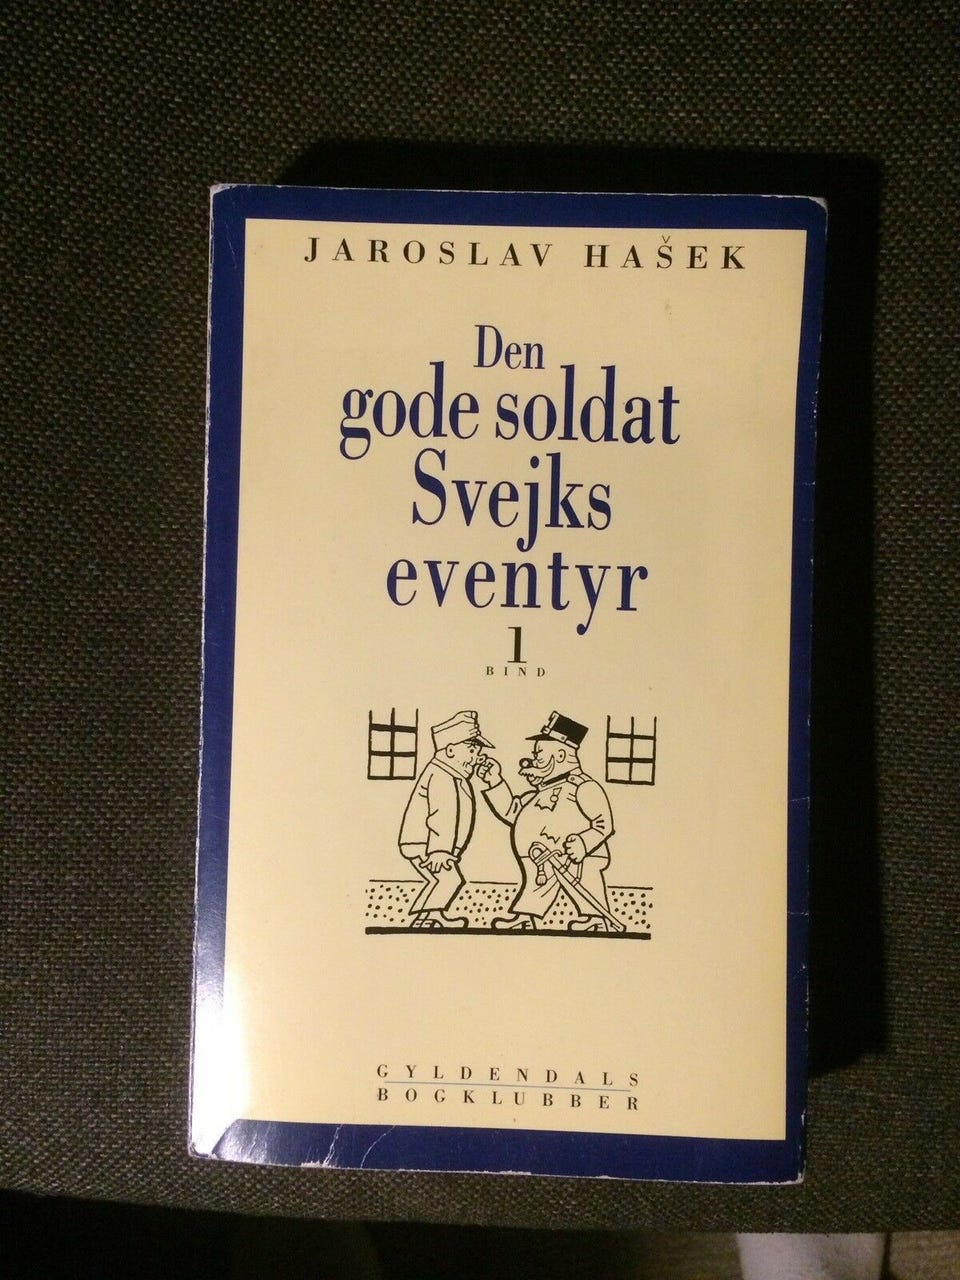 JAROSLAV HAŠEK
Den
gode soldat
Svejks
eventyr
1
BIND
GYLDENDALS
BOGKLUBBER